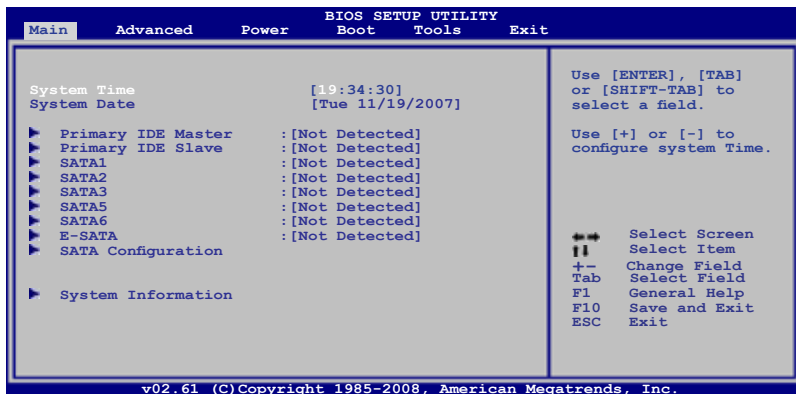 BIOS SETUP UTILITY
Main Advanced Power Boot Tools Exit
System Time [19:34:30]
System Date [Tue 11/19/2007]
Primary IDE Master :[Not Detected]
Primary IDE Slave :[Not Detected]
SATA1 :[Not Detected]
SATA2 :[Not Detected]
SATA3 :[Not Detected]
SATA5 :[Not Detected]
SATA6 :[Not Detected]
E-SATA :[Not Detected]
SATA Configuration
System Information
Use [ENTER], [TAB]
or [SHIFT-TAB] to
select a field.
Use [+] or [-] to
configure system Time.
Select Screen
Select Item
+- Change Field
Tab Select Field
F1 General Help
F10 Save and Exit
ESC Exit
v02.61 (C)Copyright 1985-2008, American Megatrends, Inc.